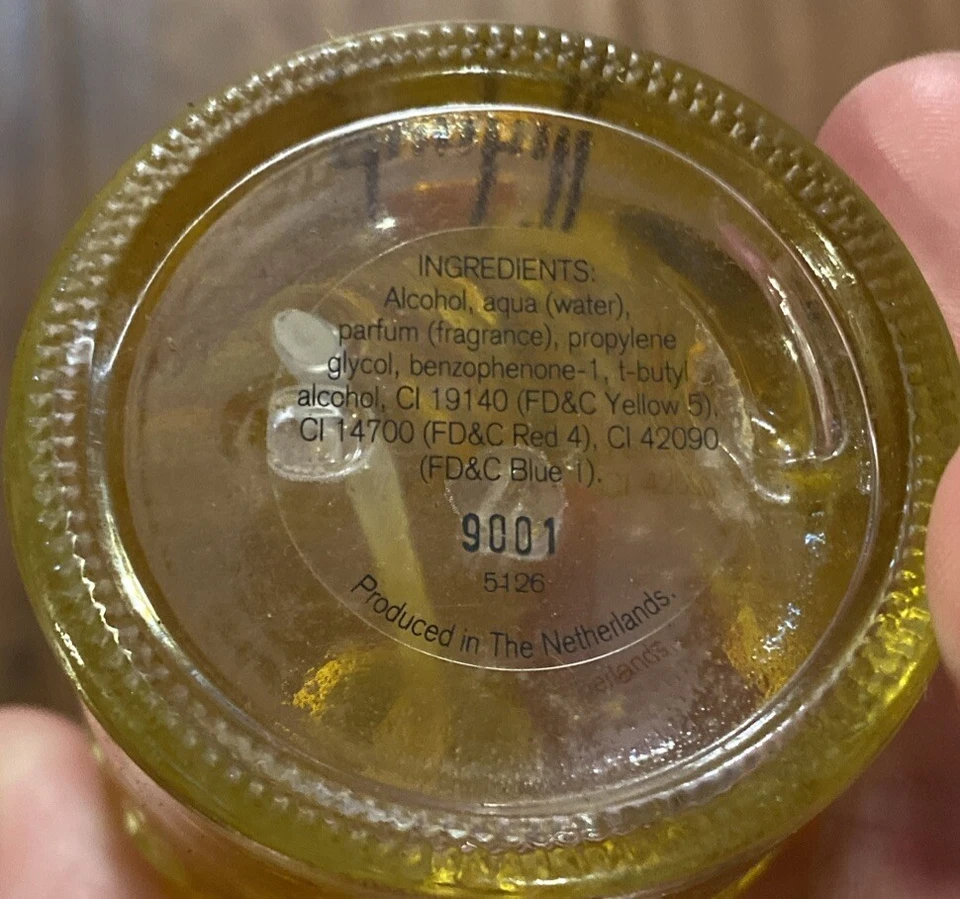 INGREDIENTS:
Alcohol, aqua (water),
parfum (fragrance), propylene
glycol, benzophenone-1, t-butyl
alcohol, CI 19140 (FD&C Yellow 5),
CI 14700 (FD&C Red 4), CI 42090
(FD&C Blue 1).
9001
5126
Produced in The Netherlands.